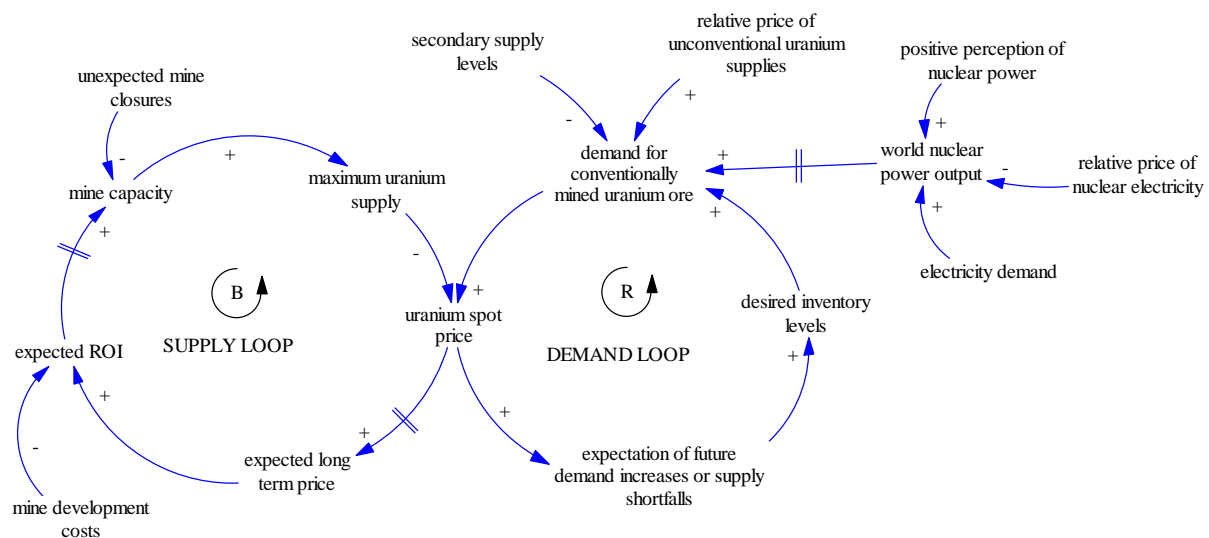 secondary supply
levels
relative price of
unconventional uranium
supplies
positive perception of
nuclear power
unexpected mine
closures
+
+
-
-
+
+
mine capacity
maximum uranium
supply
demand for
conventionally
mined uranium ore
+
world nuclear
power output
-
relative price of
nuclear electricity
+
+
+
-
electricity demand
B
SUPPLY LOOP
R
DEMAND LOOP
+
uranium spot
price
desired inventory
levels
expected ROI
+
+
+
+
-
expected long
term price
expectation of future
demand increases or supply
shortfalls
mine development
costs